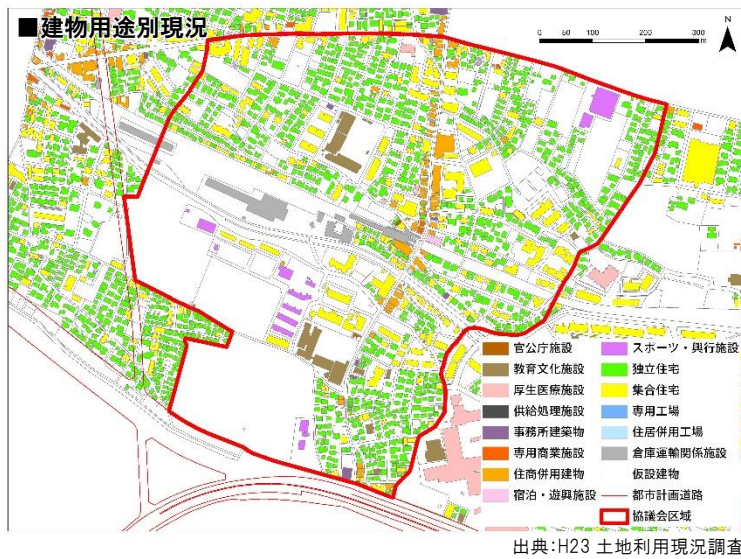 ■建物用途別現況
0 50 100 200 300
m
官公庁施設
教育文化施設
厚生医療施設
供給処理施設
事務所建築物
専用商業施設
住商併用建物
宿泊・遊興施設
スポーツ・興行施設
独立住宅
集合住宅
専用工場
住居併用工場
倉庫運輸関係施設
仮設建物
都市計画道路
協議会区域
出典:H23 土地利用現況調査